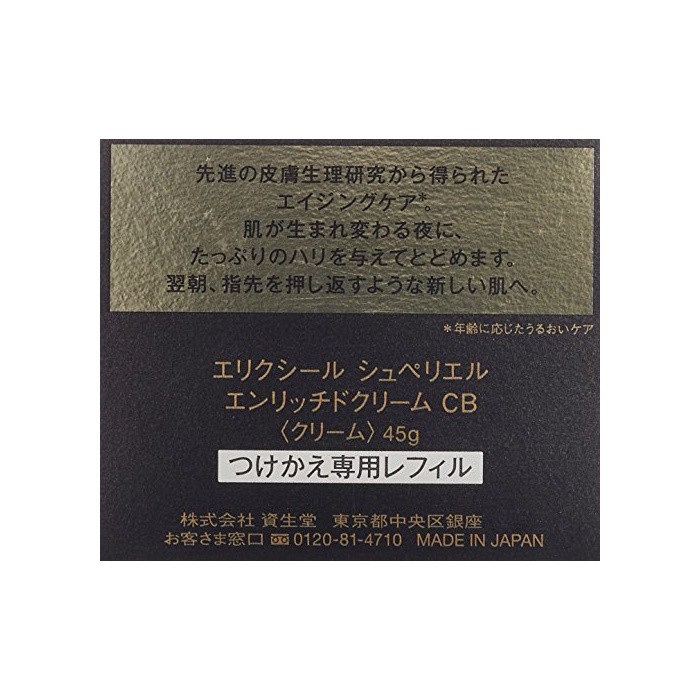 先進の皮膚生理研究から得られた
エイジングケア*。
肌が生まれ変わる夜に、
たっぷりのハリを与えてとどめます。
翌朝、指先を押し返すような新しい肌へ。
*年齢に応じたうるおいケア
エリクシール シュペリエル
エンリッチドクリーム CB
〈クリーム〉45g
つけかえ専用レフィル
株式会社 資生堂 東京都中央区銀座
お客さま窓口 0120-81-4710 MADE IN JAPAN